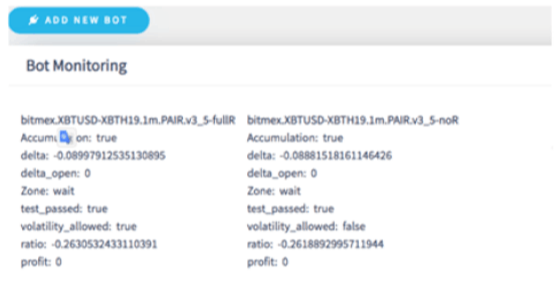 ADD NEW BOT
Bot Monitoring
bitmex.XBTUSD-XBTH19.1m.PAIR.v3_5-fullR
Accumu on: true
delta: -0.08997912535130895
delta_open: 0
Zone: wait
test_passed: true
volatility_allowed: true
ratio: -0.2630532433110391
profit: 0
bitmex.XBTUSD-XBTH19.1m.PAIR.v3_5-noR
Accumulation: true
delta: -0.08881518161146426
delta_open: 0
Zone: wait
test_passed: true
volatility_allowed: false
ratio: -0.2618892995711944
profit: 0